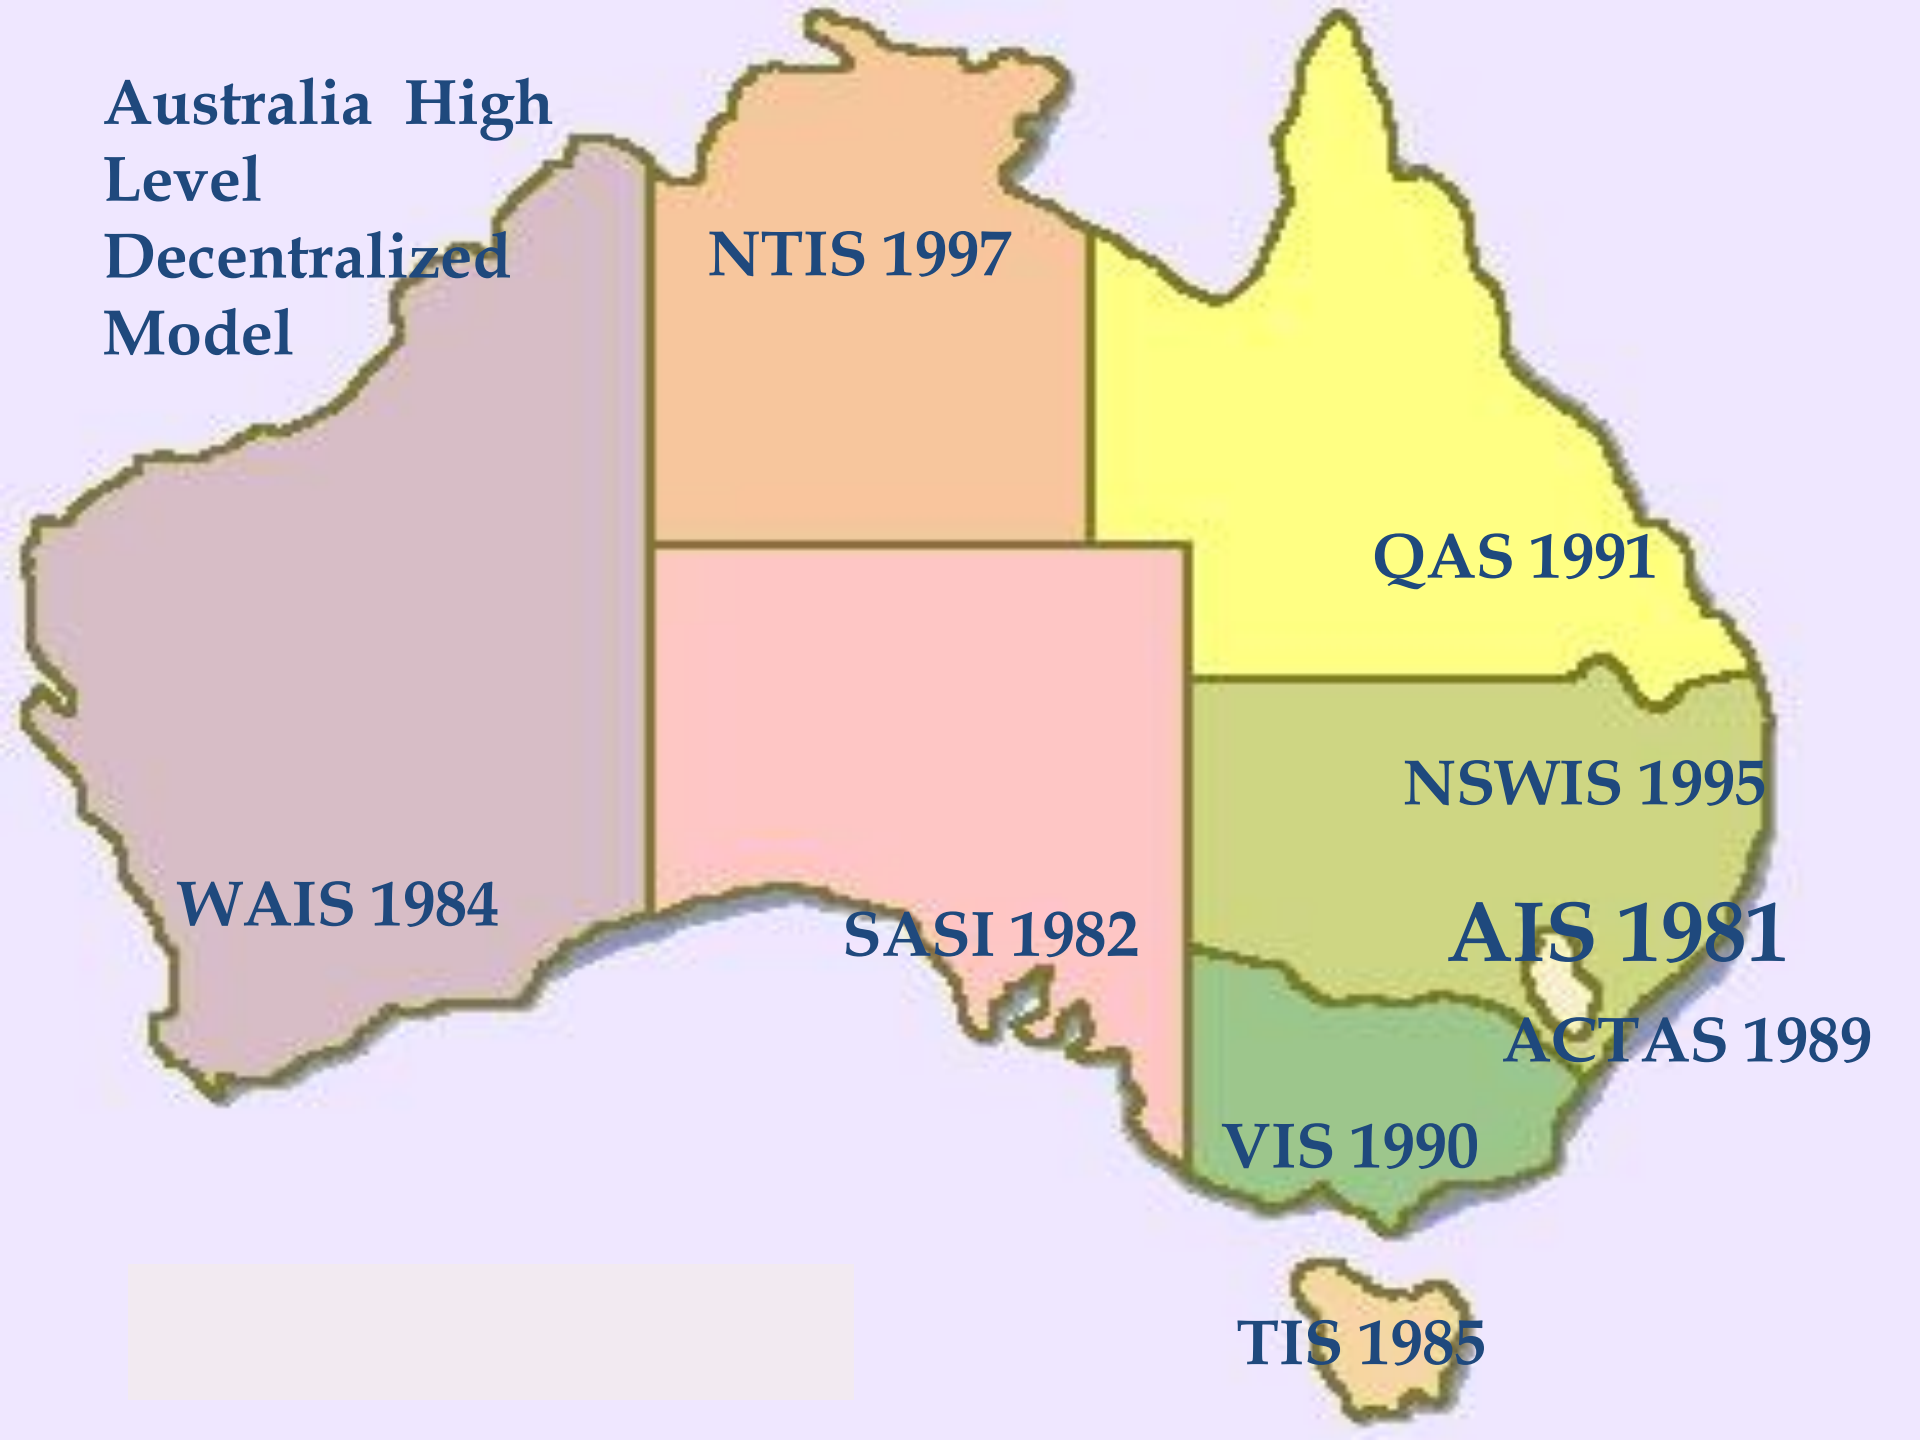 Australia High
Level
Decentralized
Model
NTIS 1997
QAS 1991
NSWIS 1995
WAIS 1984
SASI 1982
AIS 1981
ACTAS 1989
VIS 1990
TIS 1985